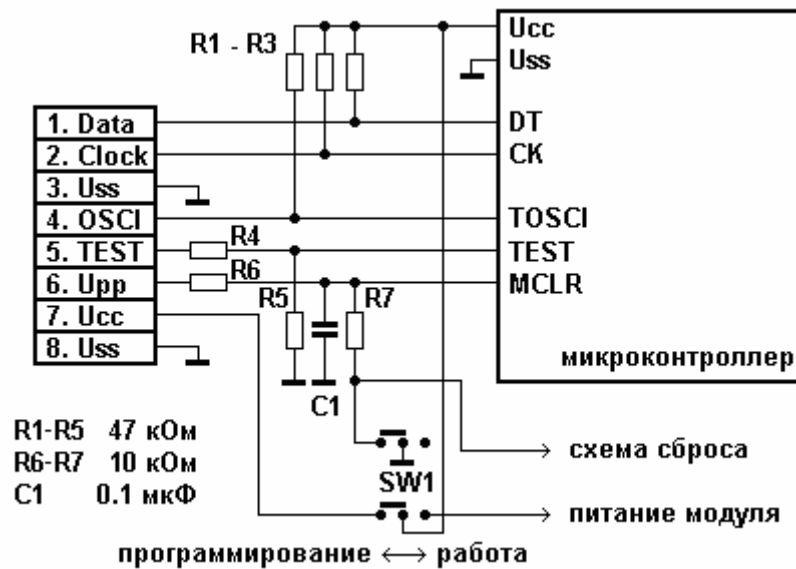 R1 - R3
Ucc
Uss
1. Data
DT
2. Clock
CK
3. Uss
4. OSCI
TOSCI
5. TEST
R4
TEST
6. Upp
R6
MCLR
7. Ucc
R5
R7
8. Uss
микроконтроллер
C1
R1-R5 47 кОм
R6-R7 10 кОм
C1 0.1 мкФ
схема сброса
SW1
питание модуля
программирование ↔ работа